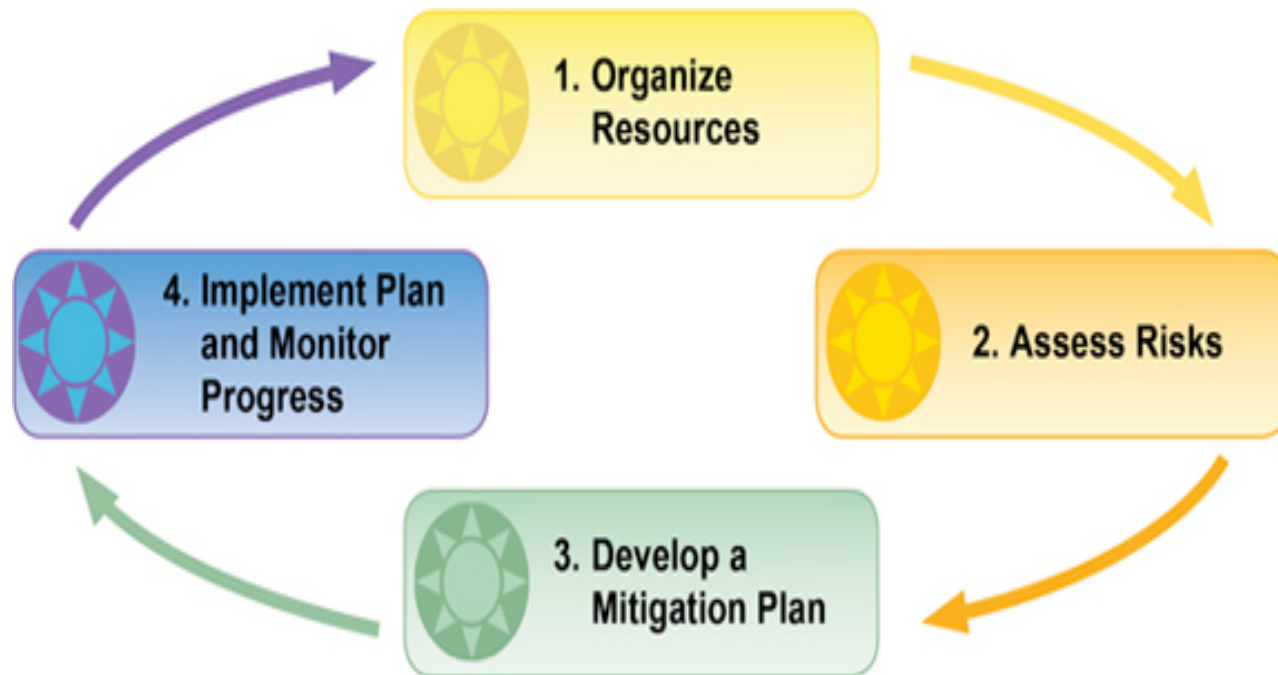 1. Organize
Resources
2. Assess Risks
3. Develop a
Mitigation Plan
4. Implement Plan
and Monitor
Progress